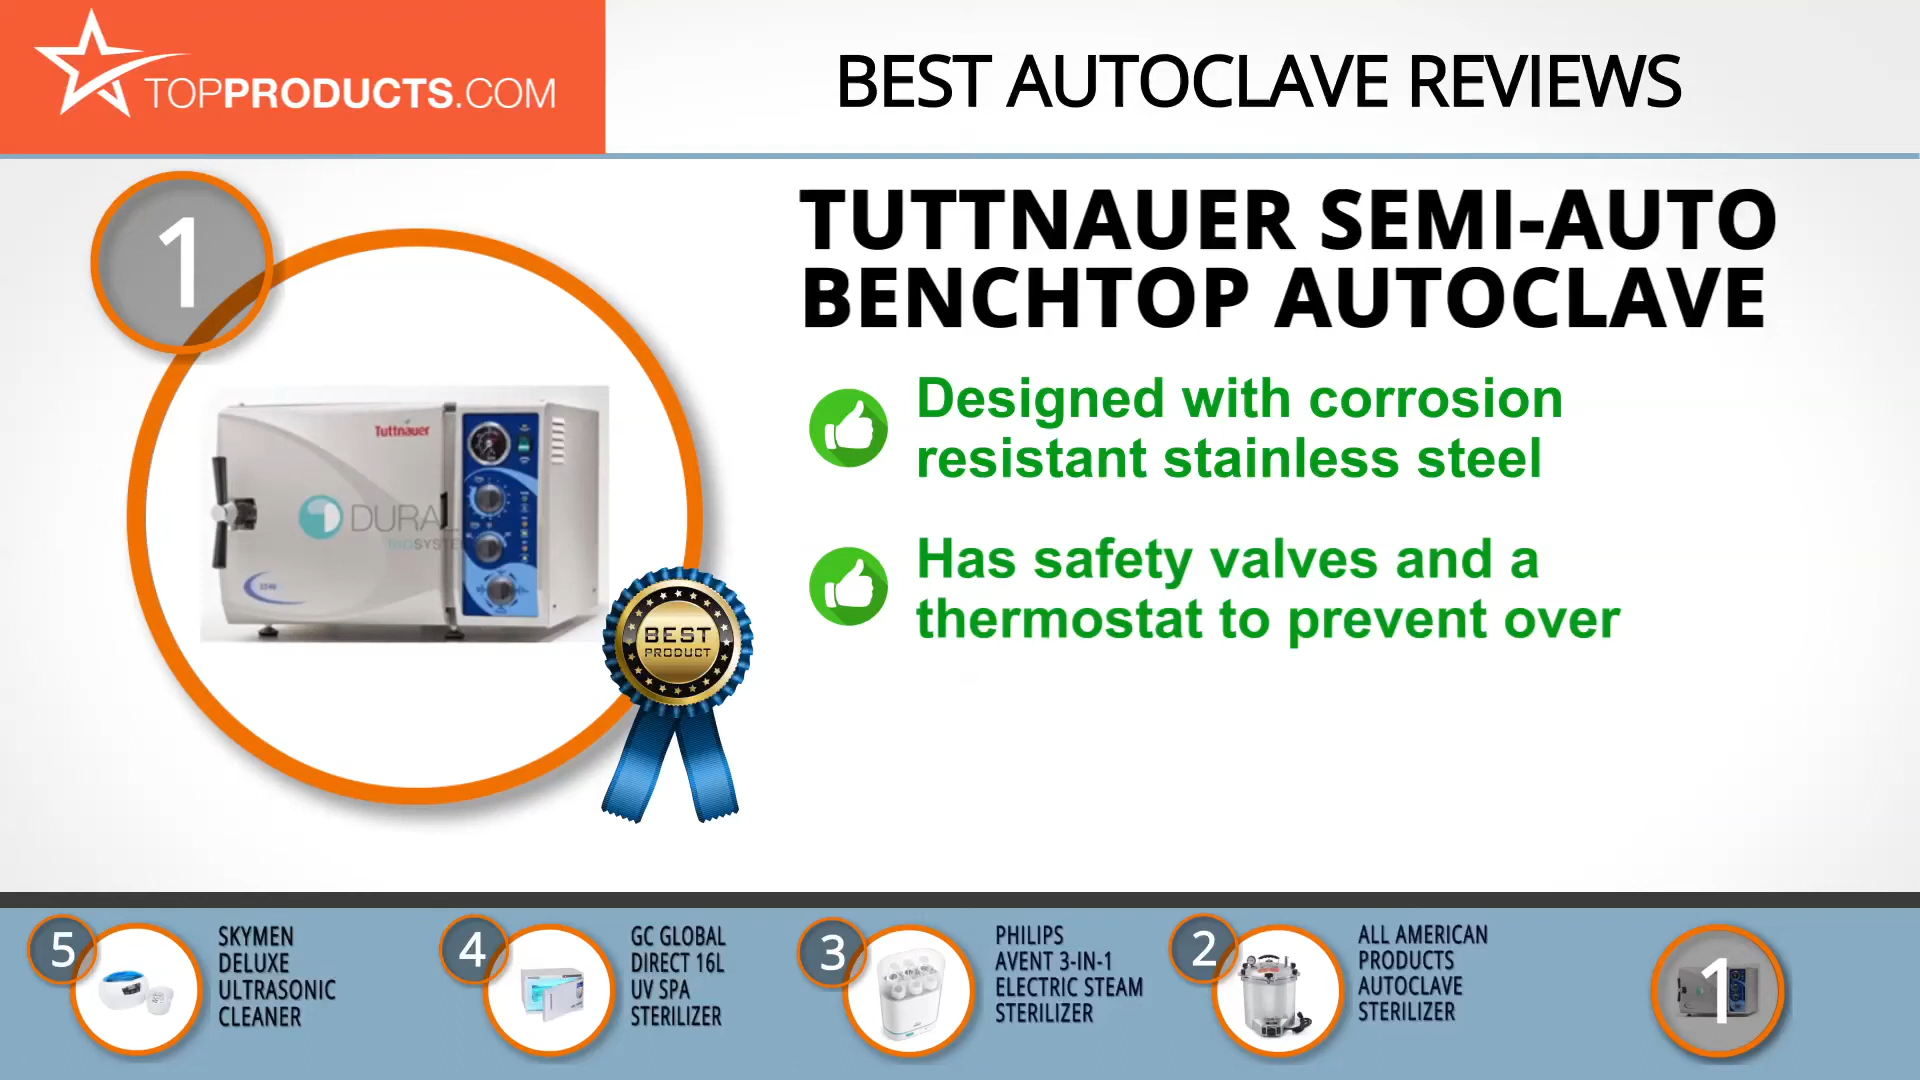 TOPPRODUCTS.COM
BEST AUTOCLAVE REVIEWS
1
TUTTNAUER SEMI-AUTO
BENCHTOP AUTOCLAVE
Designed with corrosion
resistant stainless steel
Has safety valves and a
thermostat to prevent over
Tuttnauer
DURA
BEST
PRODUCT
5
SKYMEN
DELUXE
ULTRASONIC
CLEANER
4
GC GLOBAL
DIRECT 16L
UV SPA
STERILIZER
3
PHILIPS
AVENT 3-IN-1
ELECTRIC STEAM
STERILIZER
2
ALL AMERICAN
PRODUCTS
AUTOCLAVE
STERILIZER
1